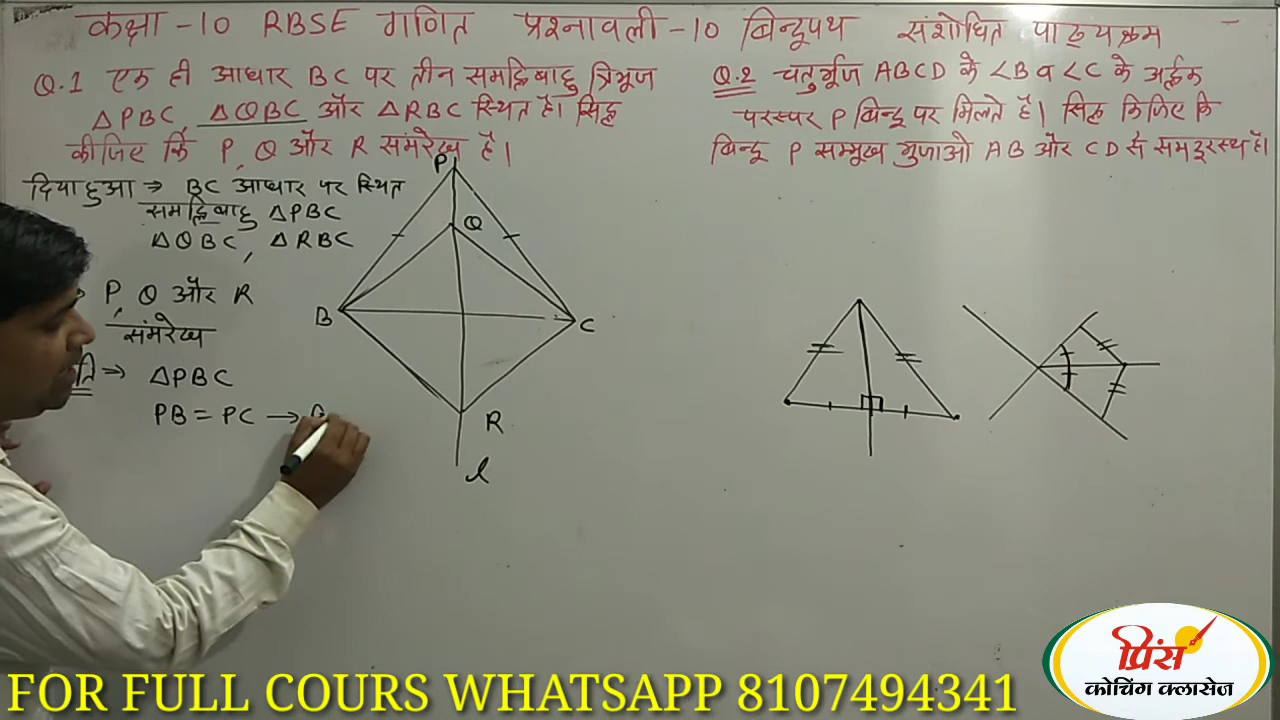 कक्षा -10 RBSE गणित प्रश्नावली -10 बिन्दूपथ संशोधित पाठ्यक्रम
Q.1 एक ही आधार BC पर तीन समद्विबाहु त्रिभुज
ΔPBC ΔQBC और ΔRBC स्थित है। सिद्ध
कीजिए कि P, Q और R समंरेख्य है।
दिया हुआ → BC आधार पर स्थित
समद्विबाहु ΔPBC
ΔQBC, ΔRBC
P, Q और R
संमरेख्य
ΔPBC
PB = PC →
P
Q
B
C
R
l
Q.2 चतुर्भुज ABCD के ∠B व ∠C के अर्द्धक
परस्पर P बिन्दू पर मिलते है। सिद्ध किजिए कि
बिन्दू P सम्मुख भुजाओ AB और CD से समदूरस्थ है।
प्रिंस
कोचिंग क्लासेज
FOR FULL COURS WHATSAPP 8107494341